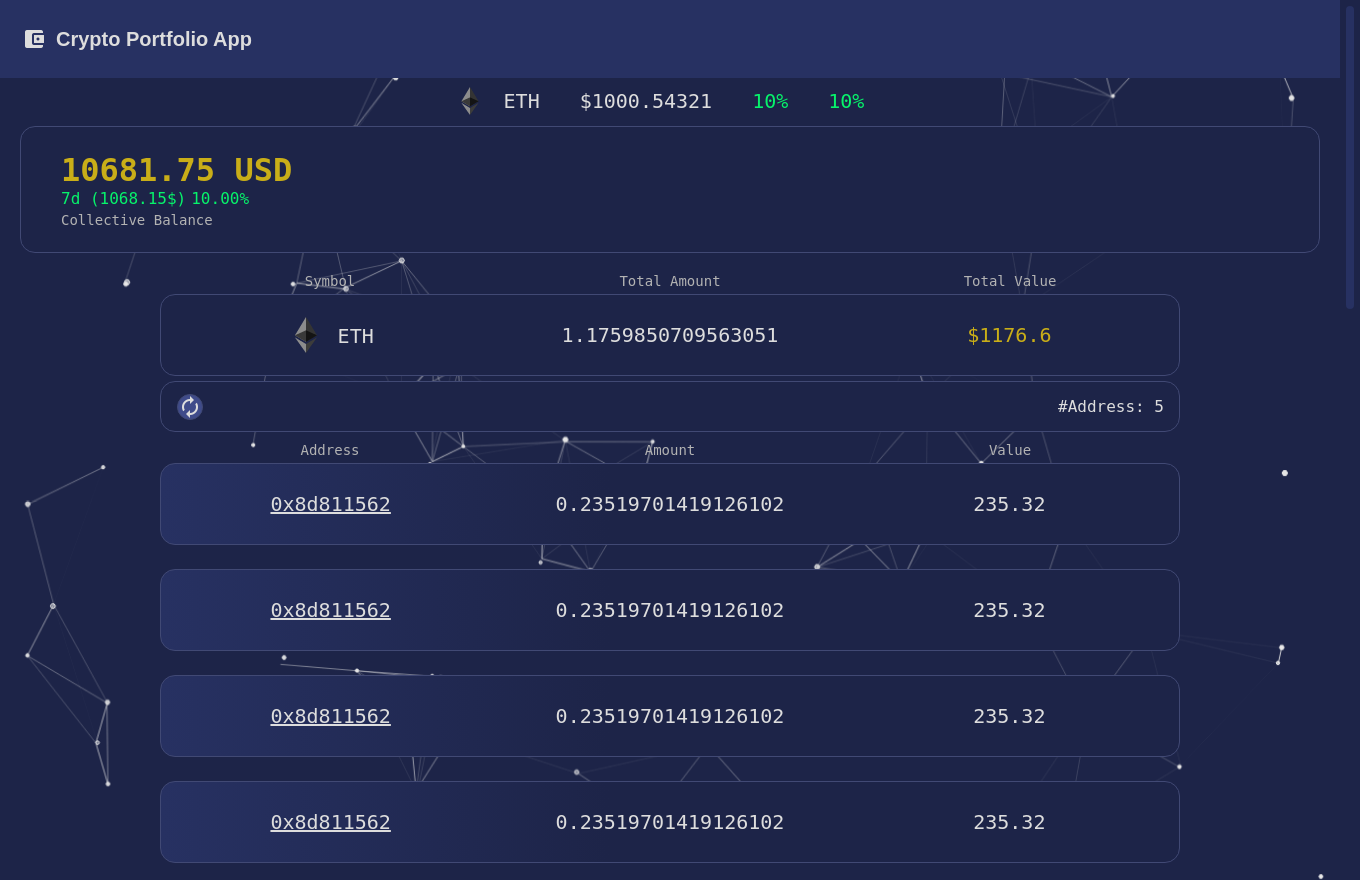 Crypto Portfolio App
ETH $1000.54321 10% 10%
10681.75 USD
7d (1068.15$) 10.00%
Collective Balance
Symbol Total Amount Total Value
ETH 1.1759850709563051 $1176.6
#Address: 5
Address Amount Value
0x8d811562 0.23519701419126102 235.32
0x8d811562 0.23519701419126102 235.32
0x8d811562 0.23519701419126102 235.32
0x8d811562 0.23519701419126102 235.32